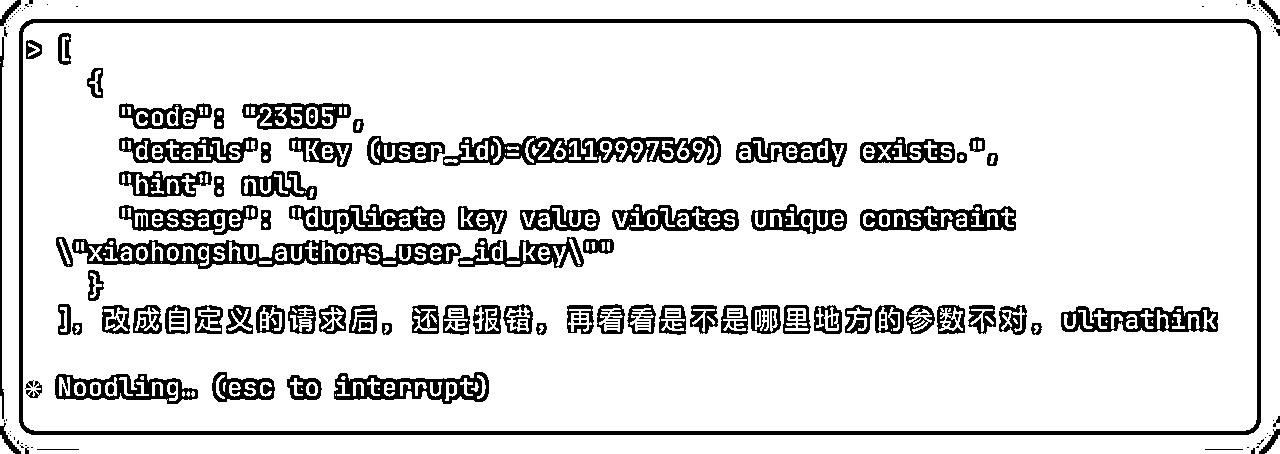 > [
{
"code": "23505",
"details": "Key (user_id)=(26119997569) already exists.",
"hint": null,
"message": "duplicate key value violates unique constraint
\"xiaohongshu_authors_user_id_key\""
}
], 改成自定义的请求后, 还是报错, 再看看是不是哪里地方的参数不对, ultrathink
* Noodling… (esc to interrupt)